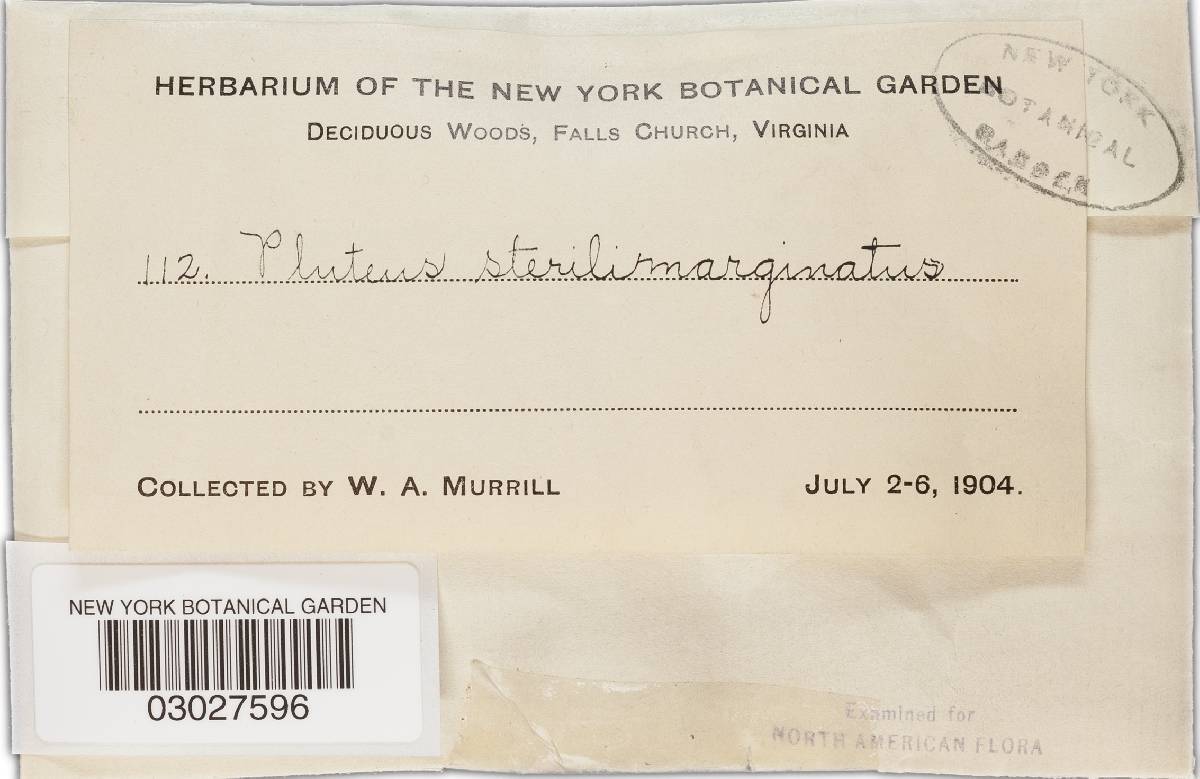 HERBARIUM OF THE NEW YORK BOTANICAL GARDEN
DECIDUOUS WOODS, FALLS CHURCH, VIRGINIA
NEW YORK
BOTANICAL
GARDEN
112. Pluteus sterilimarginatus
COLLECTED BY W. A. MURRILL JULY 2-6, 1904.
NEW YORK BOTANICAL GARDEN
03027596
Examined for
NORTH AMERICAN FLORA